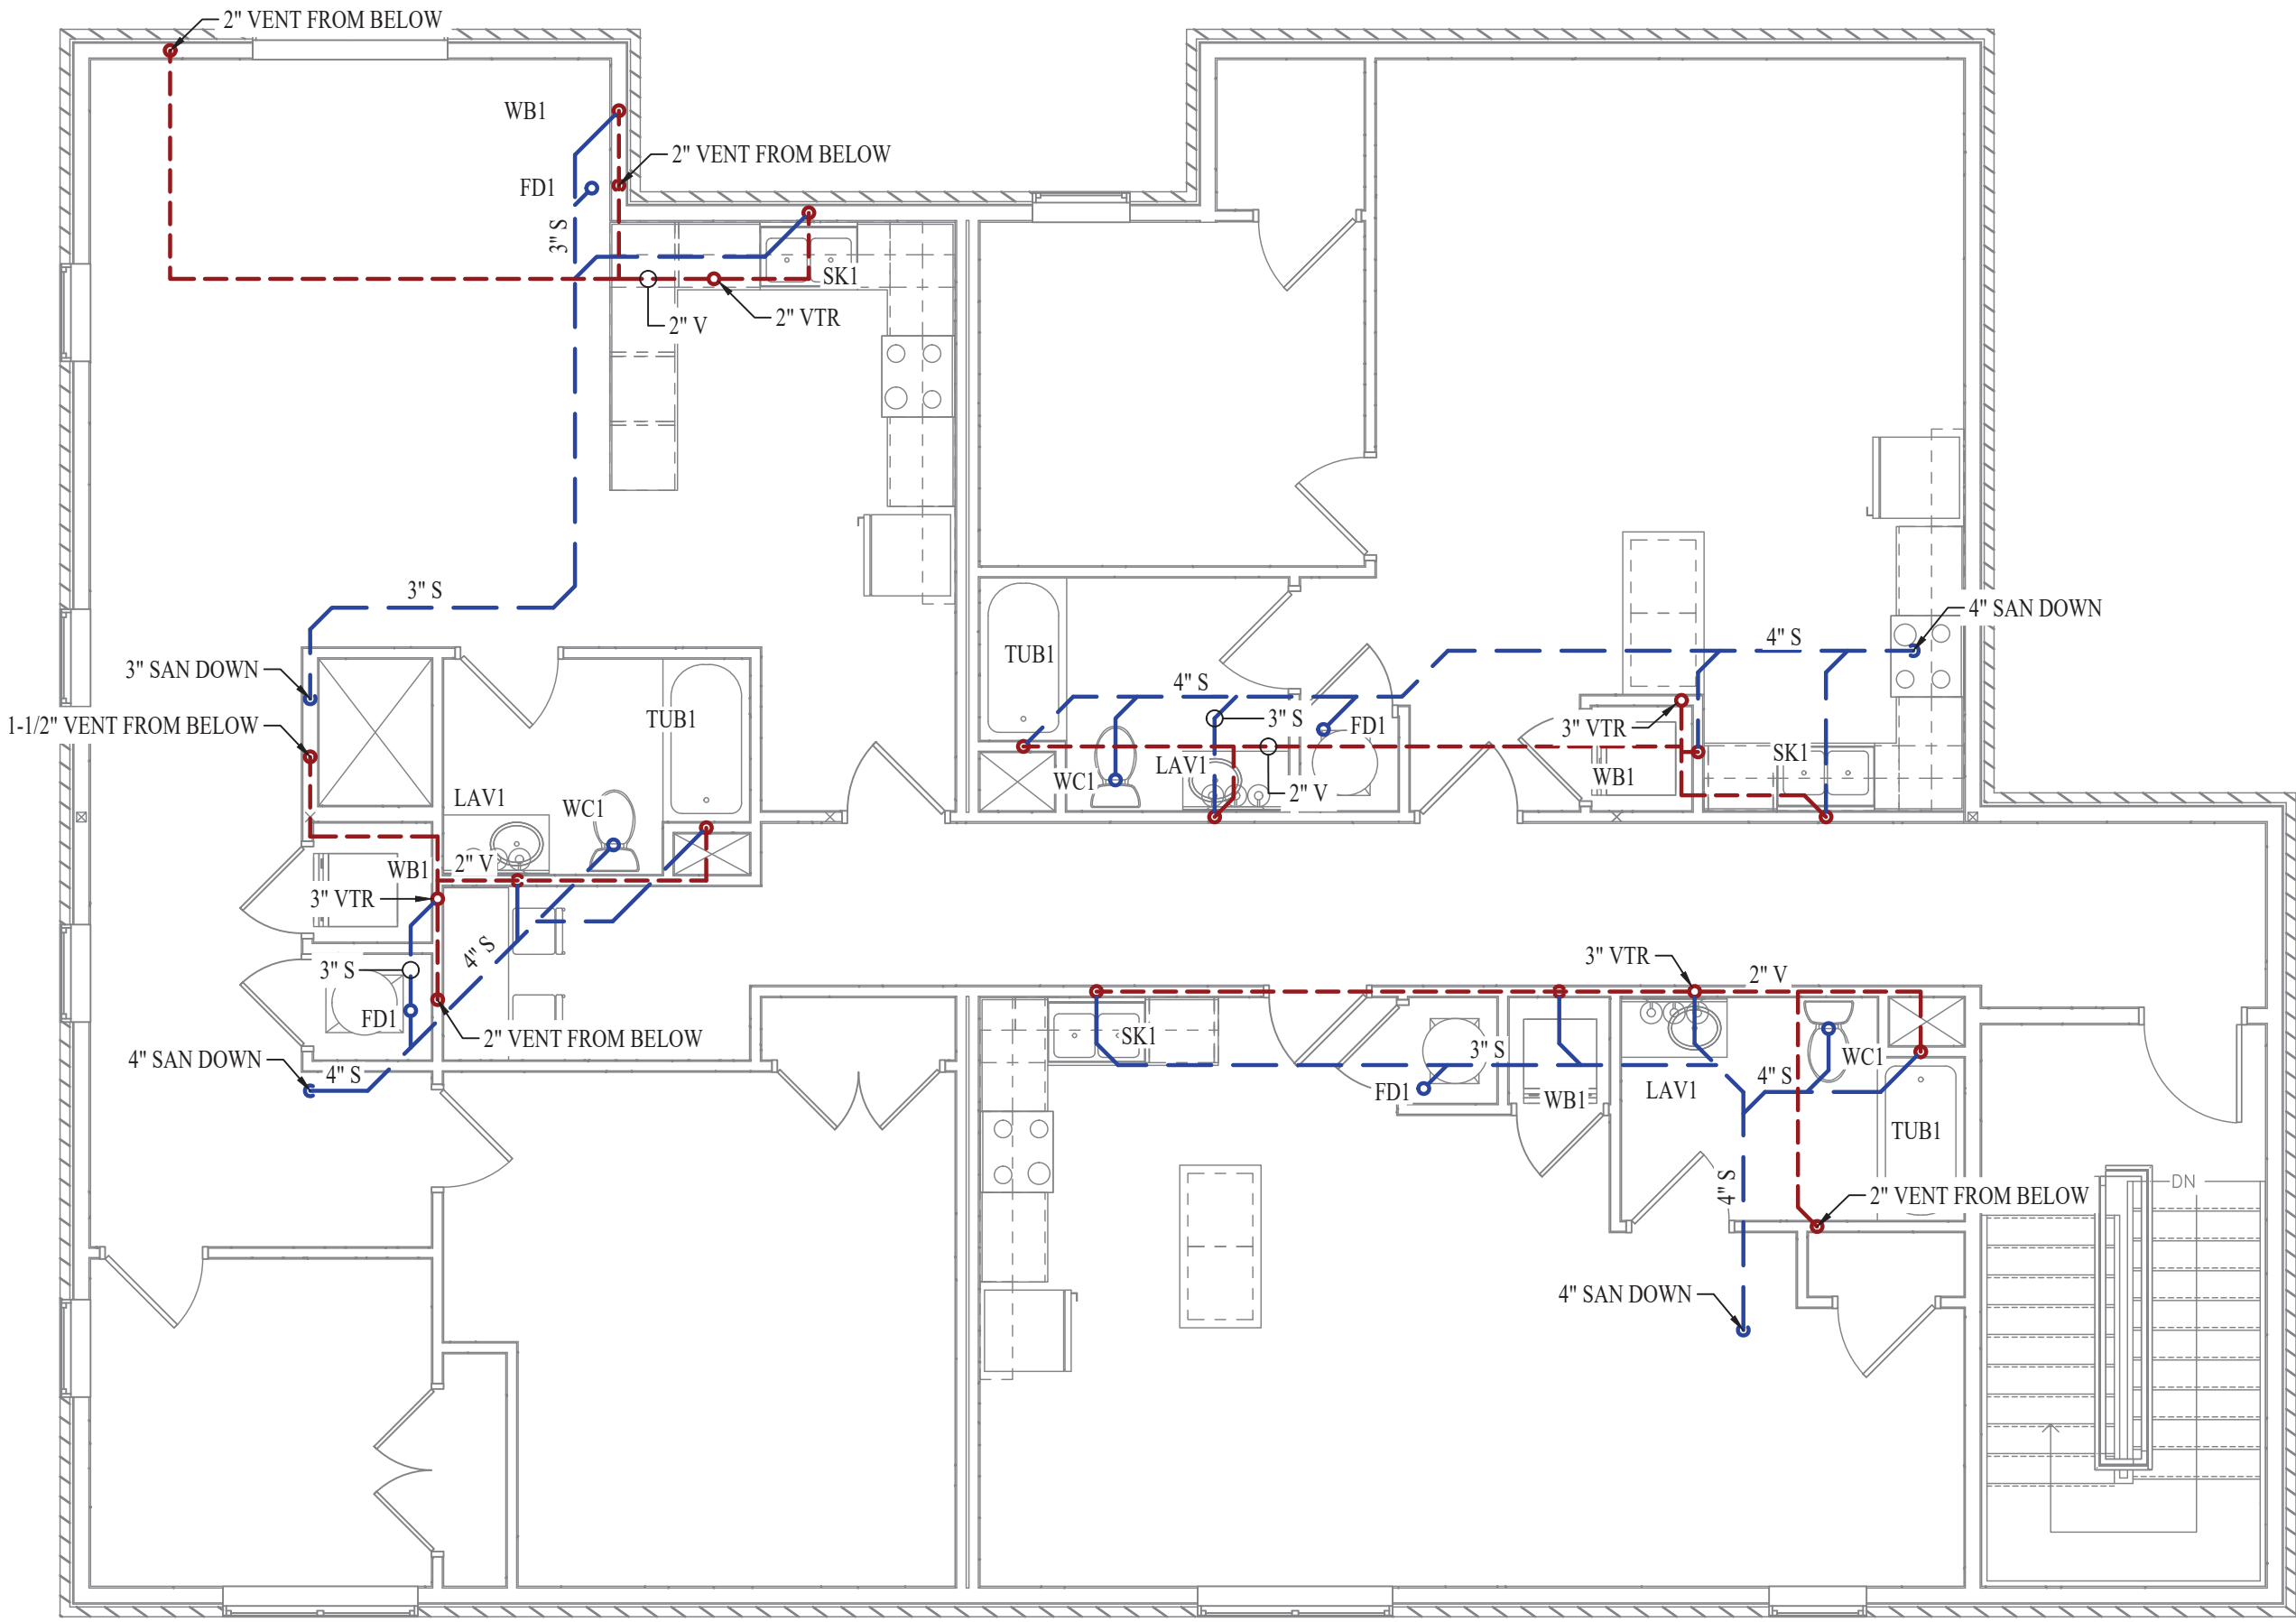 2" VENT FROM BELOW
WB1
2" VENT FROM BELOW
FD1
3" S
SK1
2" V
2" VTR
3" S
4" SAN DOWN
4" S
TUB1
3" SAN DOWN
4" S
3" S
FD1
TUB1
1-1/2" VENT FROM BELOW
3" VTR
SK1
LAV1
WC1
WB1
2" V
LAV1
WC1
WB1
2" V
3" VTR
4" S
3" S
3" VTR
2" V
FD1
2" VENT FROM BELOW
SK1
3" S
WC1
4" SAN DOWN
4" S
FD1
WB1
LAV1
4" S
TUB1
4" S
2" VENT FROM BELOW
DN
4" SAN DOWN